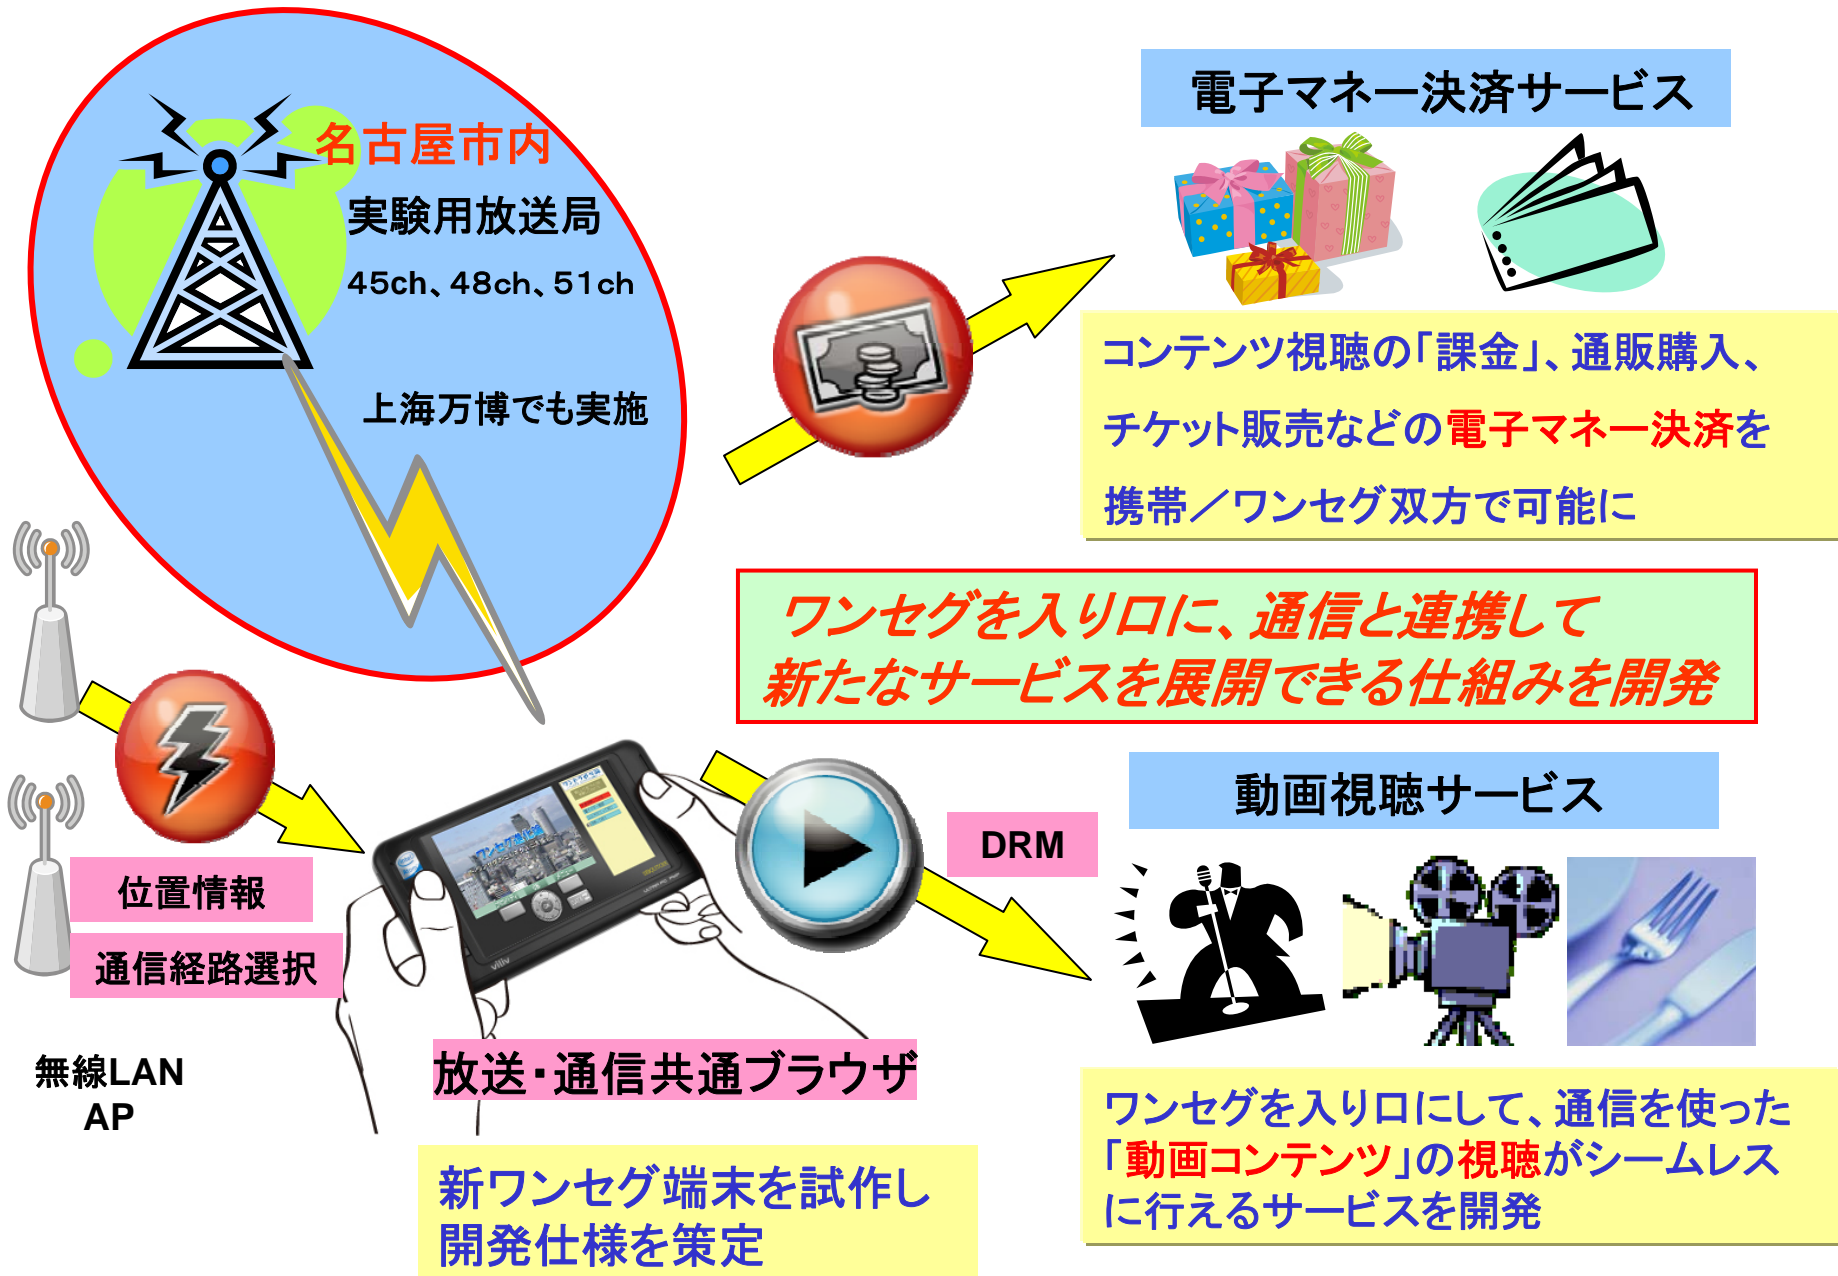 名古屋市内
実験用放送局
45ch、48ch、51ch
上海万博でも実施
電子マネー決済サービス
コンテンツ視聴の「課金」、通販購入、
チケット販売などの電子マネー決済を
携帯／ワンセグ双方で可能に
ワンセグを入り口に、通信と連携して
新たなサービスを展開できる仕組みを開発
位置情報
通信経路選択
無線LAN
AP
viliv
放送・通信共通ブラウザ
新ワンセグ端末を試作し
開発仕様を策定
DRM
動画視聴サービス
ワンセグを入り口にして、通信を使った
「動画コンテンツ」の視聴がシームレス
に行えるサービスを開発